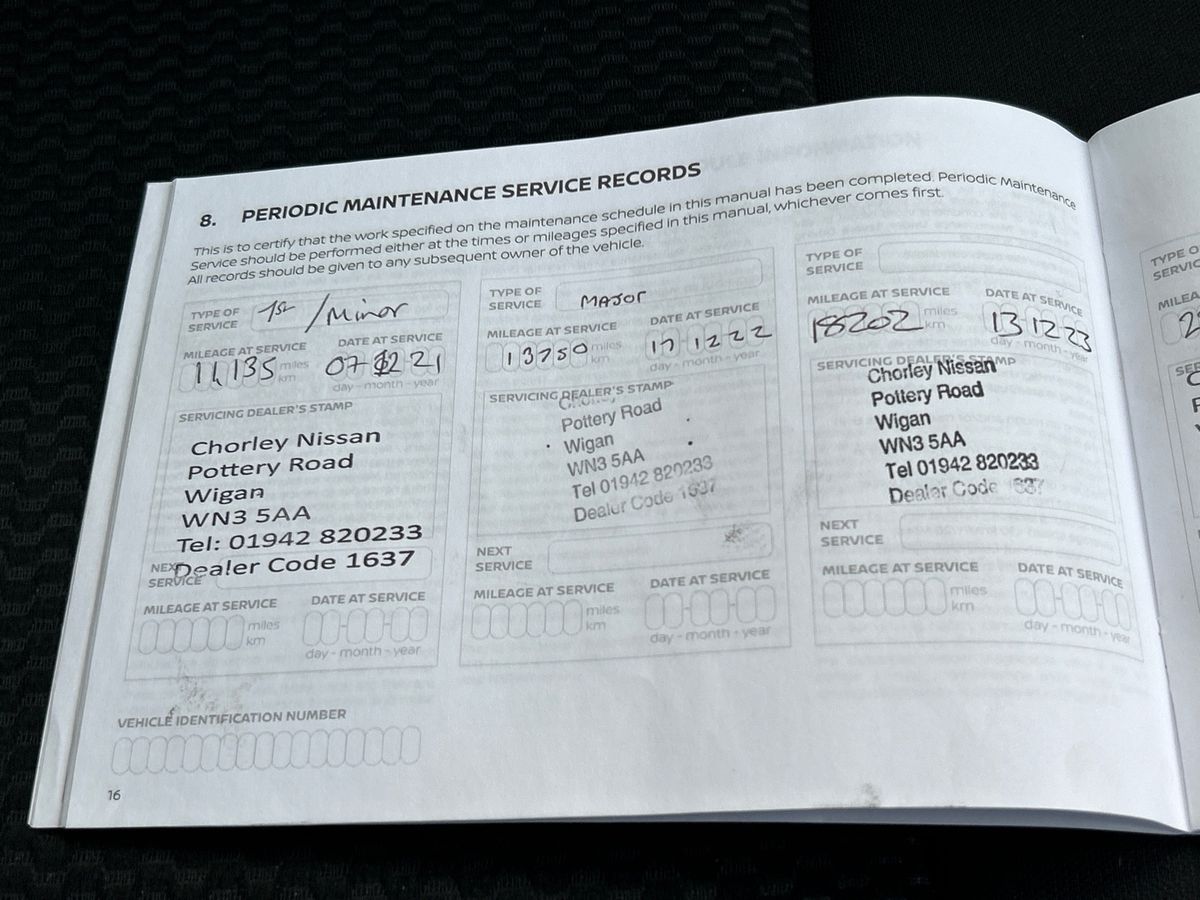 8. PERIODIC MAINTENANCE SERVICE RECORDS
This is to certify that the work specified on the maintenance schedule in this manual has been completed. Periodic Maintenance
Service should be performed either at the times or mileages specified in this manual, whichever comes first.
All records should be given to any subsequent owner of the vehicle.
TYPE OF
SERVICE
1st /Minor
MILEAGE AT SERVICE
DATE AT SERVICE
11,135 miles
km
07 12 21
day - month - year
SERVICING DEALER'S STAMP
Chorley Nissan
Pottery Road
Wigan
WN3 5AA
Tel: 01942 820233
Dealer Code 1637
NEXT
SERVICE
MILEAGE AT SERVICE
DATE AT SERVICE
miles
km
day - month - year
TYPE OF
SERVICE
MAJOR
MILEAGE AT SERVICE
DATE AT SERVICE
13750 miles
km
17 12 22
day - month - year
SERVICING DEALER'S STAMP
Pottery Road
Wigan
WN3 5AA
Tel 01942 820233
Dealer Code 1637
NEXT
SERVICE
MILEAGE AT SERVICE
DATE AT SERVICE
miles
km
day - month - year
TYPE OF
SERVICE
MILEAGE AT SERVICE
DATE AT SERVICE
18202 miles
km
13 12 23
day - month - year
SERVICING DEALER'S STAMP
Chorley Nissan
Pottery Road
Wigan
WN3 5AA
Tel 01942 820233
Dealer Code
NEXT
SERVICE
MILEAGE AT SERVICE
DATE AT SERVICE
miles
km
day - month - year
VEHICLE IDENTIFICATION NUMBER
16
TYPE